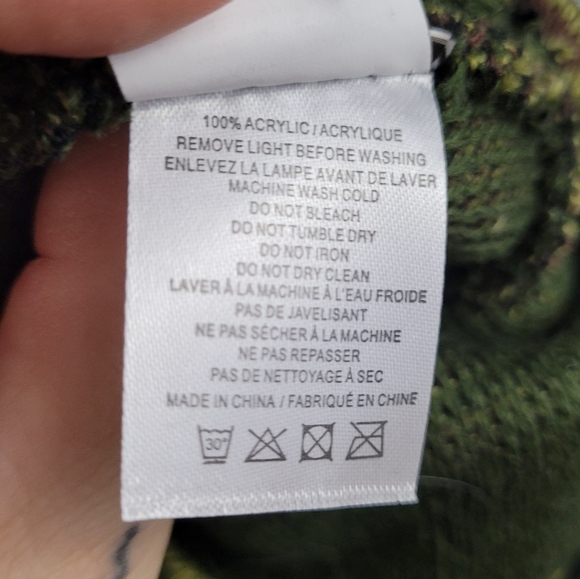 100% ACRYLIC / ACRYLIQUE
REMOVE LIGHT BEFORE WASHING
ENLEVEZ LA LAMPE AVANT DE LAVER
MACHINE WASH COLD
DO NOT BLEACH
DO NOT TUMBLE DRY
DO NOT IRON
DO NOT DRY CLEAN
LAVER À LA MACHINE À L'EAU FROIDE
PAS DE JAVELISANT
NE PAS SÉCHER À LA MACHINE
NE PAS REPASSER
PAS DE NETTOYAGE À SEC
MADE IN CHINA / FABRIQUÉ EN CHINE
30°